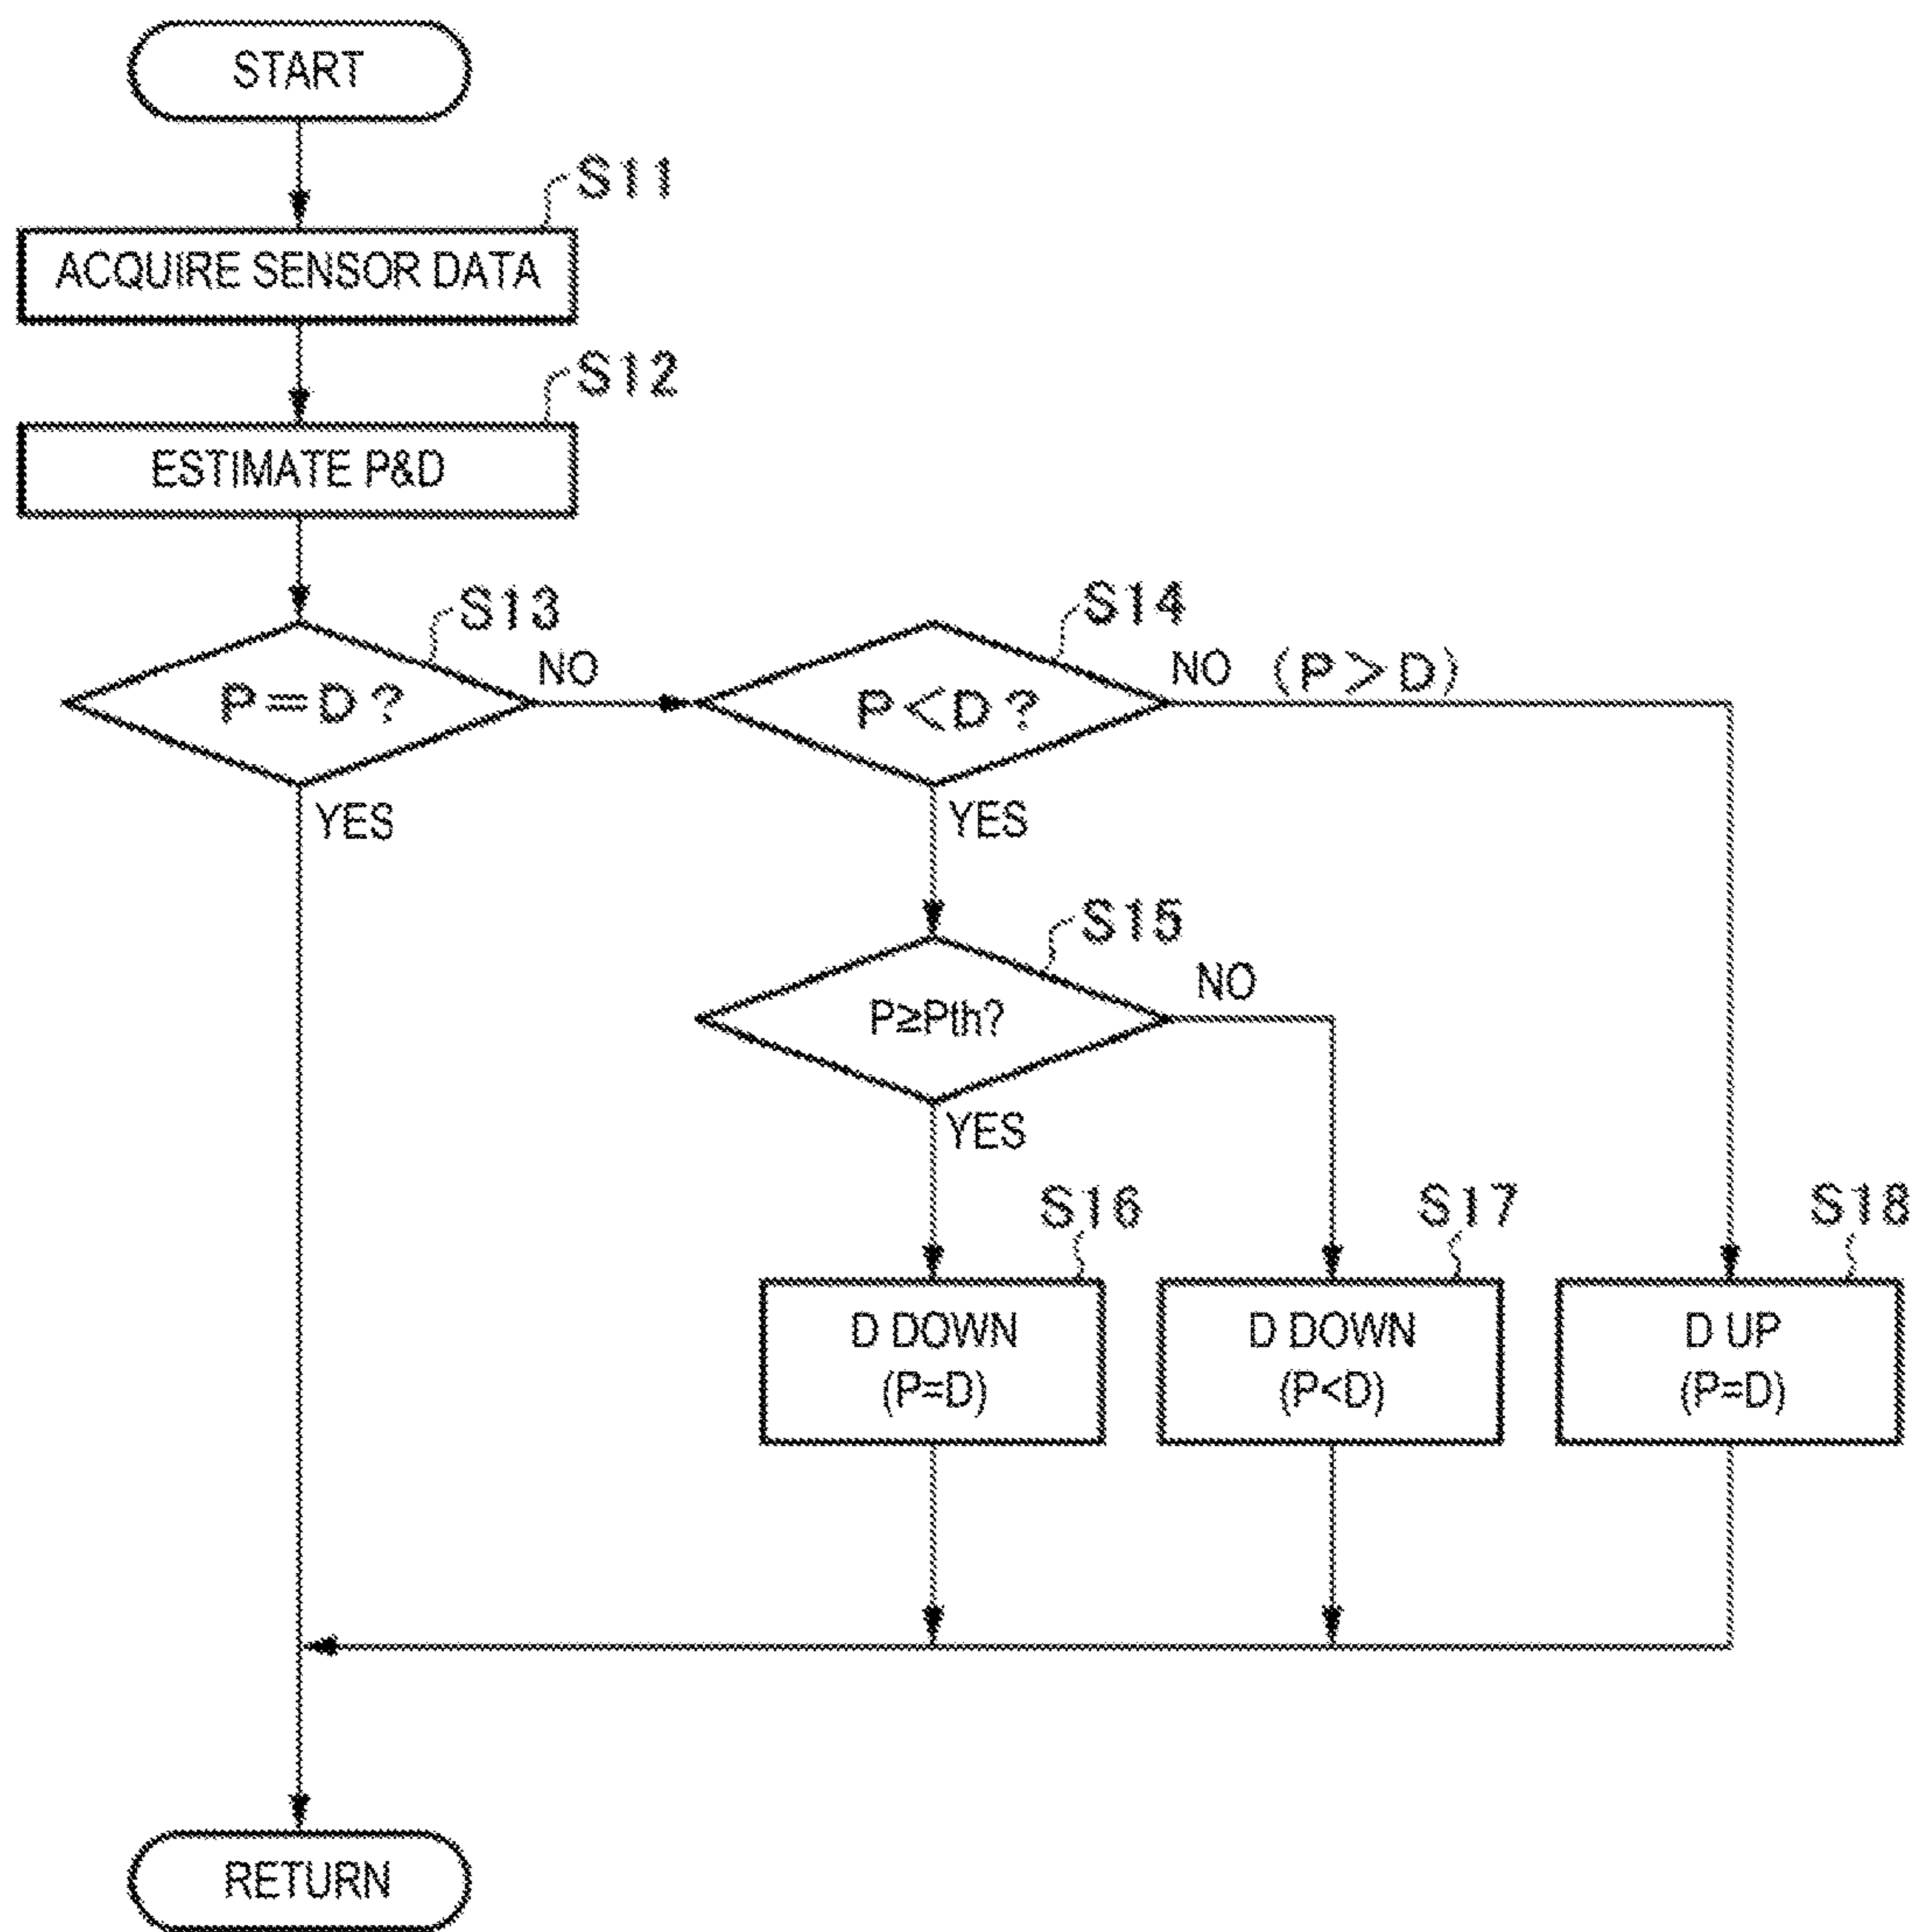 START
S11
ACQUIRE SENSOR DATA
S12
ESTIMATE P&D
S13
P=D?
NO
YES
S14
P<D?
NO (P>D)
YES
S15
P≥Pth?
NO
YES
S16
D DOWN
(P=D)
S17
D DOWN
(P<D)
S18
D UP
(P=D)
RETURN